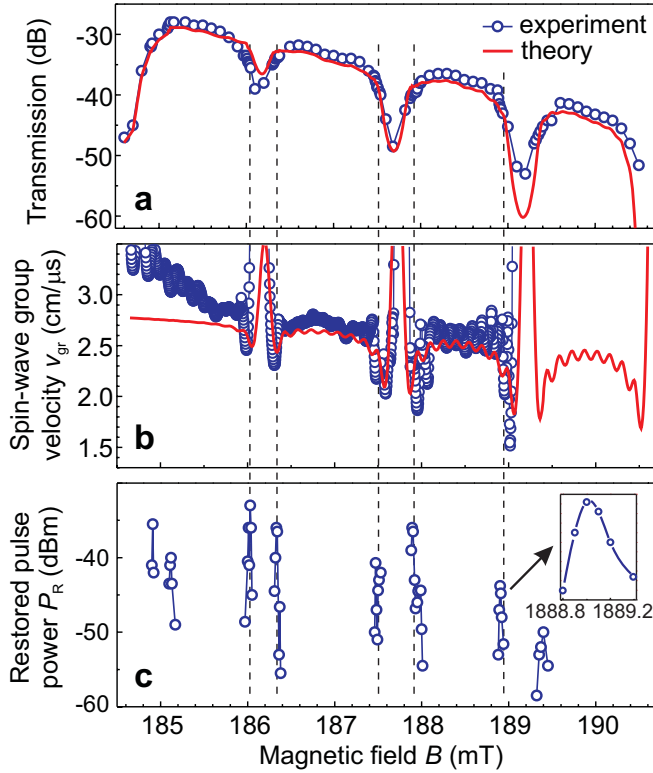 experiment
theory
Transmission (dB)
-30
-40
-50
-60
a
Spin-wave group
velocity v_gr (cm/μs)
3.0
2.5
2.0
1.5
b
Restored pulse
power P_R (dBm)
-40
-50
-60
c
1888.8 1889.2
185 186 187 188 189 190
Magnetic field B (mT)